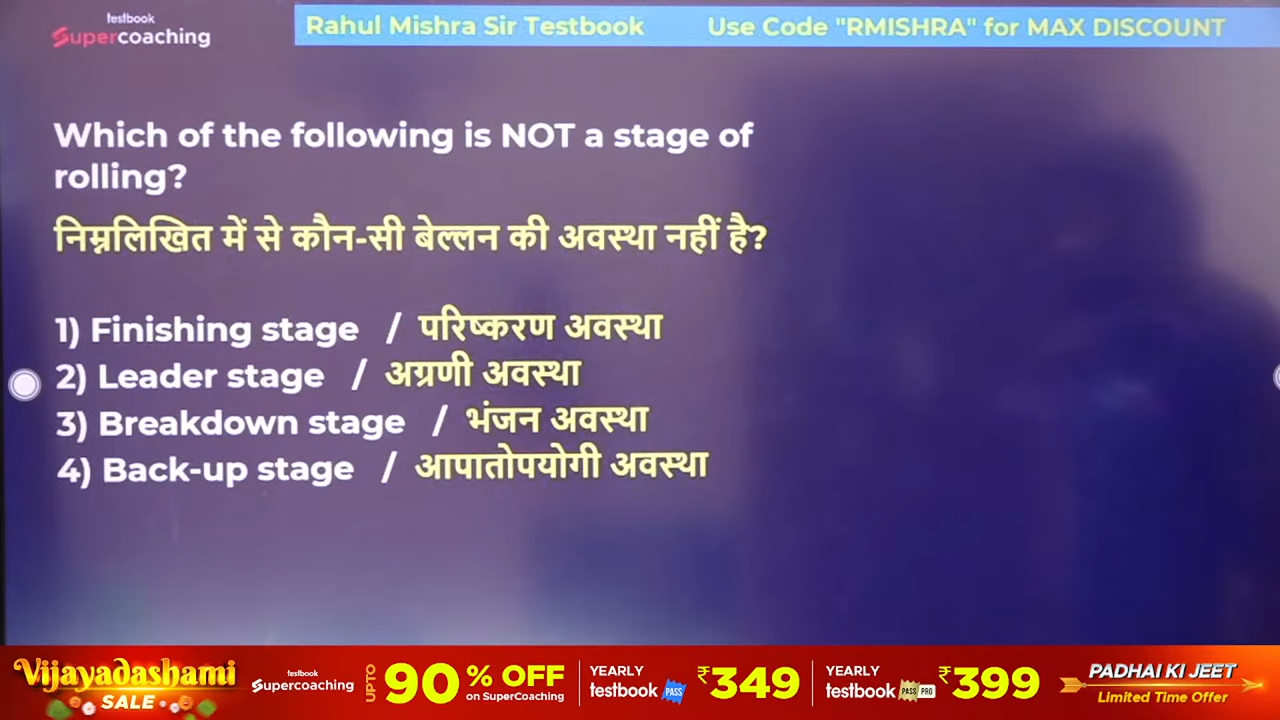 testbook
Supercoaching
Rahul Mishra Sir Testbook Use Code "RMISHRA" for MAX DISCOUNT
Which of the following is NOT a stage of
rolling?
निम्नलिखित में से कौन-सी बेल्लन की अवस्था नहीं है?
1) Finishing stage / परिष्करण अवस्था
2) Leader stage / अग्रणी अवस्था
3) Breakdown stage / भंजन अवस्था
4) Back-up stage / आपातोपयोगी अवस्था
Vijayadashami
SALE
testbook
Supercoaching
UPTO 90% OFF
on SuperCoaching
YEARLY
testbook PASS
₹349
YEARLY
testbook PASS PRO
₹399
PADHAI KI JEET
Limited Time Offer